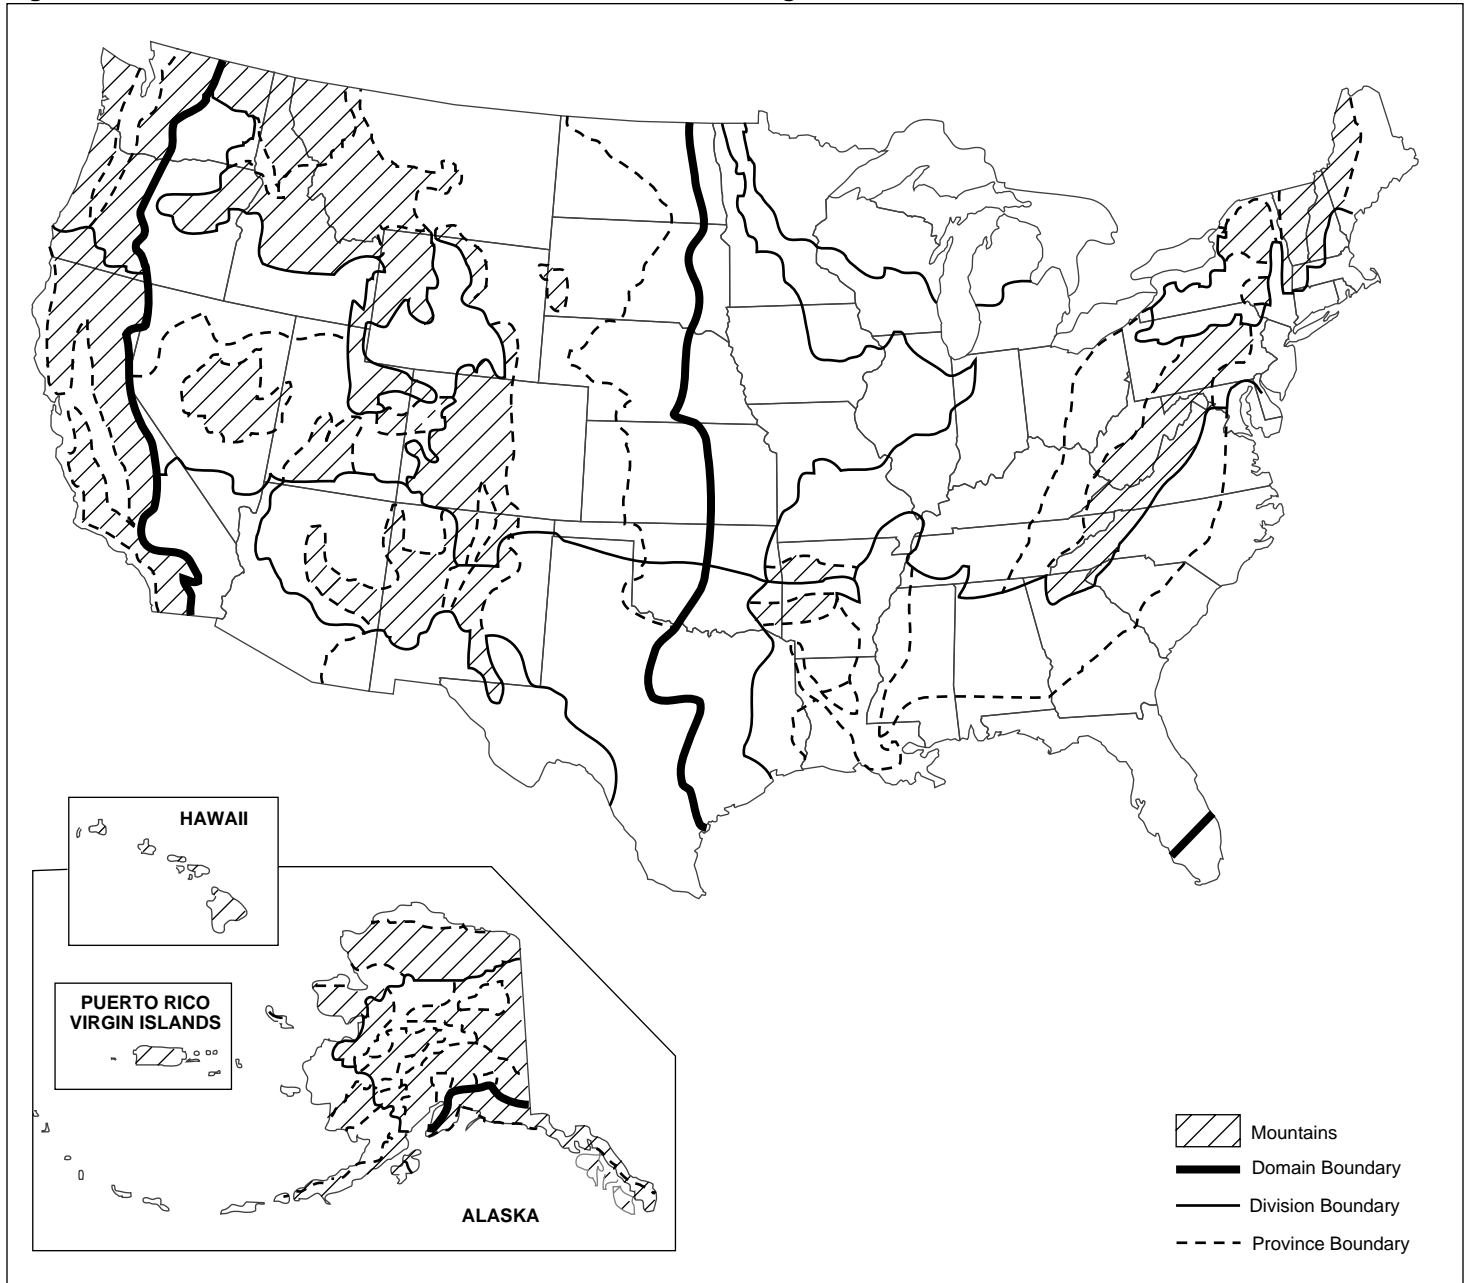 HAWAII
PUERTO RICO
VIRGIN ISLANDS
ALASKA
Mountains
Domain Boundary
Division Boundary
Province Boundary